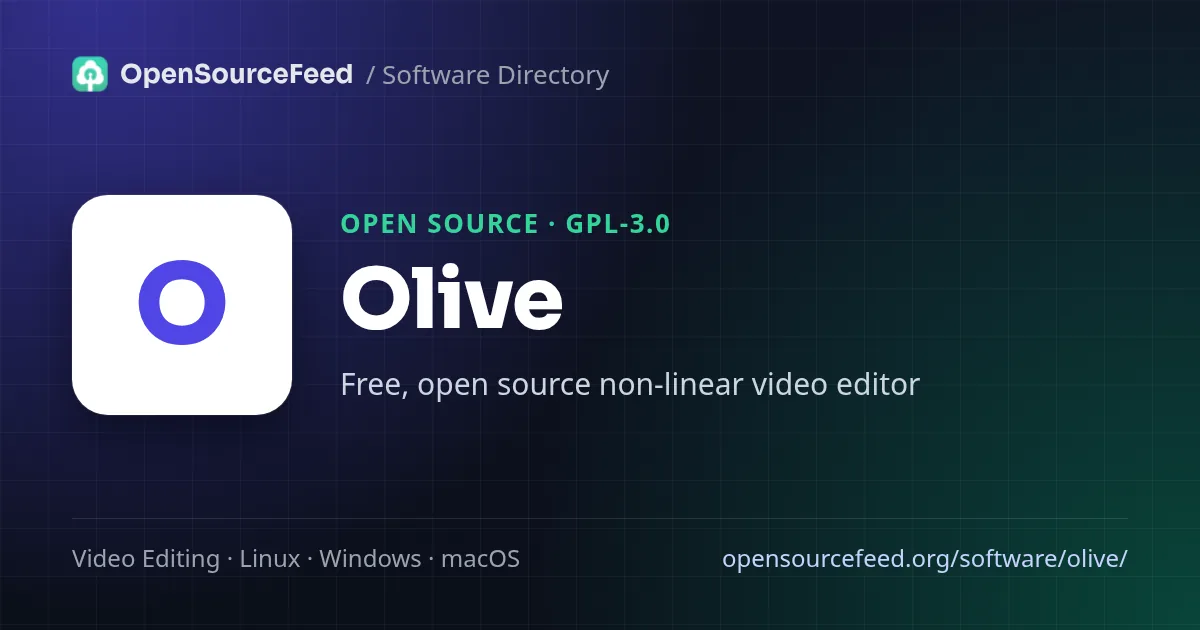 OpenSourceFeed / Software Directory
O
OPEN SOURCE · GPL-3.0
Olive
Free, open source non-linear video editor
Video Editing · Linux · Windows · macOS
opensourcefeed.org/software/olive/